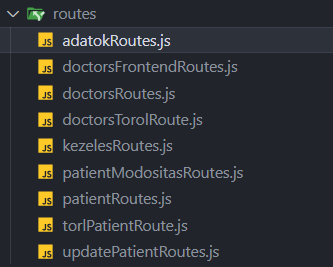 routes
JS adatokRoutes.js
JS doctorsFrontendRoutes.js
JS doctorsRoutes.js
JS doctorsTorolRoute.js
JS kezelesRoutes.js
JS patientModositasRoutes.js
JS patientRoutes.js
JS torlPatientRoute.js
JS updatePatientRoutes.js